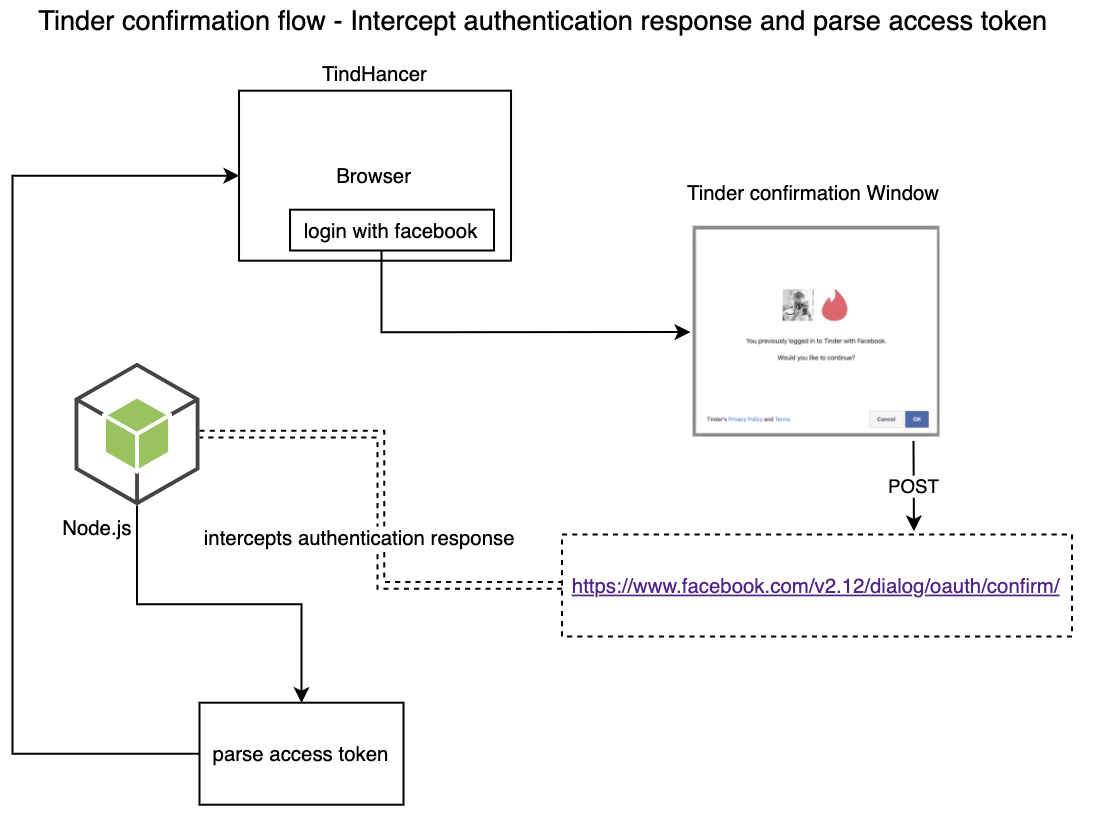 Tinder confirmation flow - Intercept authentication response and parse access token
TindHancer
Browser
login with facebook
Tinder confirmation Window
You previously logged in to Tinder with Facebook.
Would you like to continue?
Tinder's Privacy Policy and Terms
Cancel
OK
POST
Node.js
intercepts authentication response
https://www.facebook.com/v2.12/dialog/oauth/confirm/
parse access token